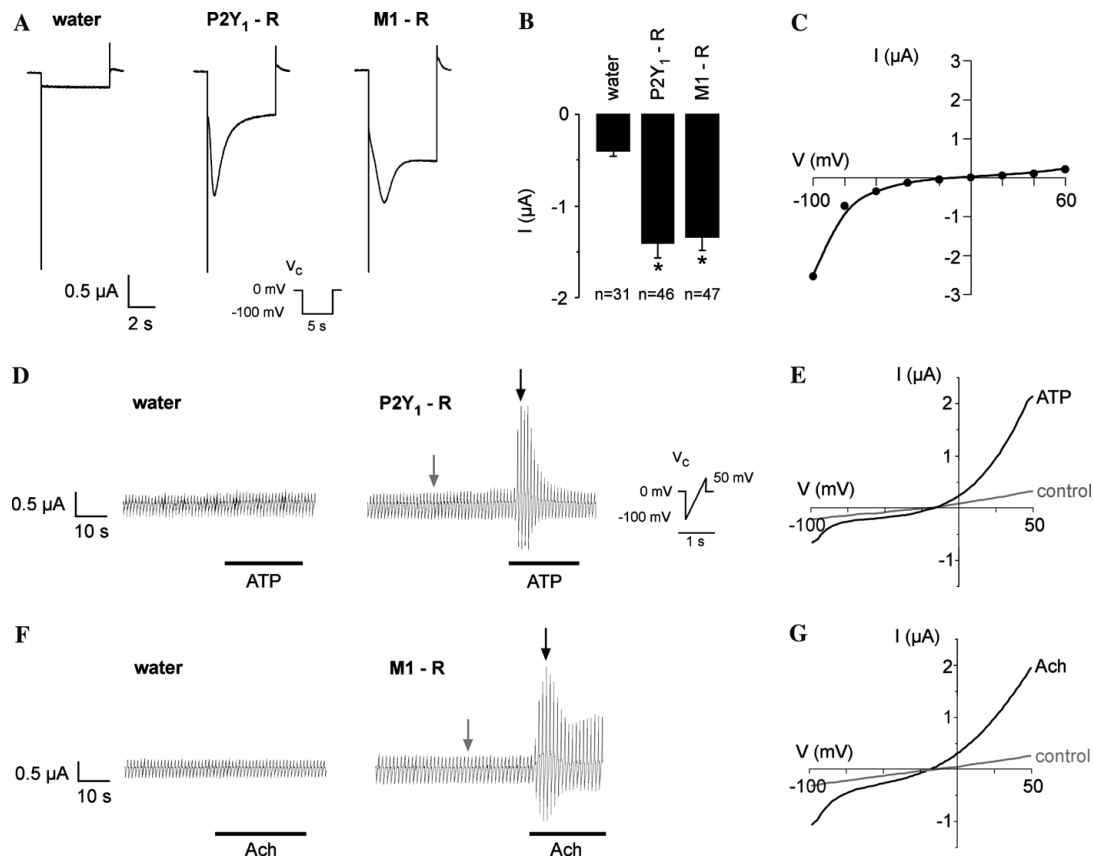 A
water
P2Y1 - R
M1 - R
0.5 µA
2 s
Vc
0 mV
-100 mV
5 s
B
water
P2Y1 - R
M1 - R
0
-1
-2
I (µA)
* *
n=31 n=46 n=47
C
I (µA)
3
2
1
V (mV)
-100
60
-1
-2
-3
D
water
P2Y1 - R
0.5 µA
10 s
ATP
ATP
Vc
50 mV
0 mV
-100 mV
1 s
E
I (µA)
2
ATP
1
V (mV)
control
-100
50
-1
F
water
M1 - R
0.5 µA
10 s
Ach
Ach
G
I (µA)
2
Ach
1
V (mV)
control
-100
50
-1